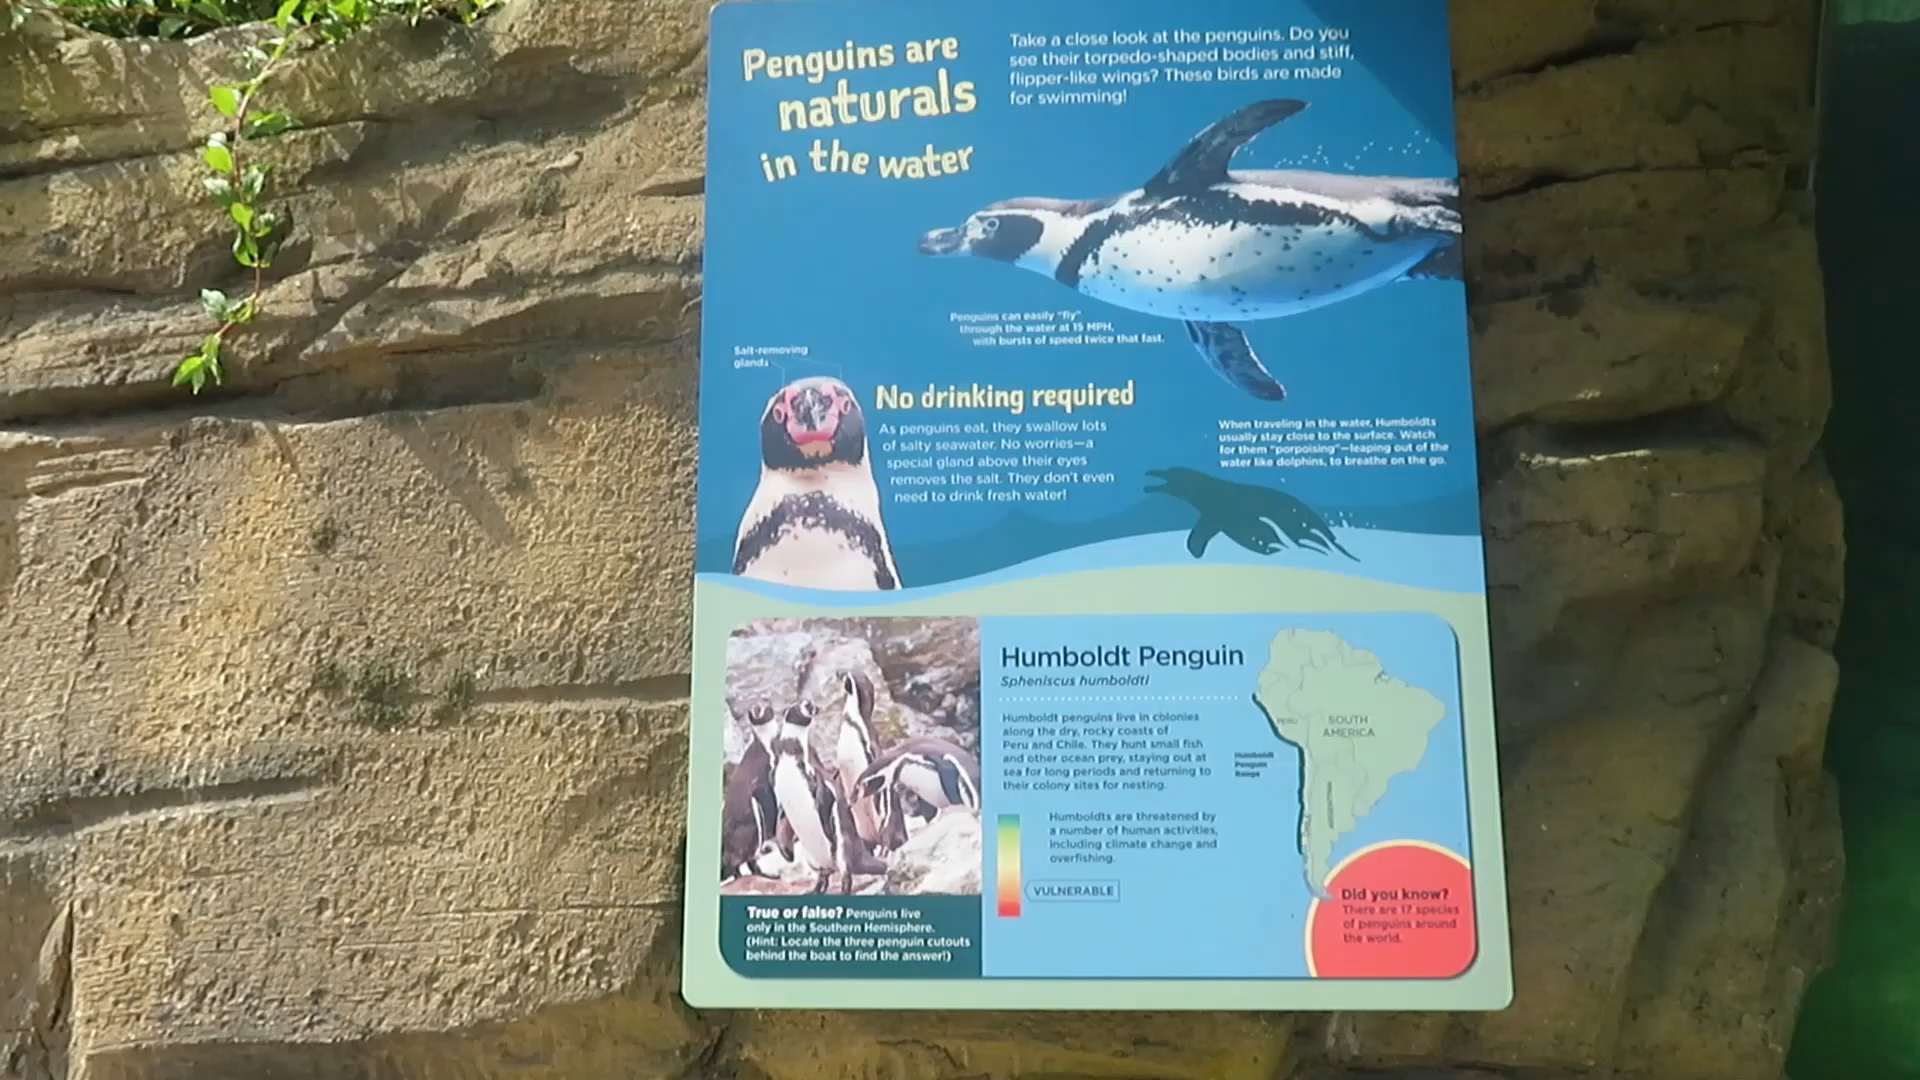 Penguins are
naturals
in the water
Take a close look at the penguins. Do you
see their torpedo-shaped bodies and stiff,
flipper-like wings? These birds are made
for swimming!
Penguins can easily "fly"
through the water at 15 MPH,
with bursts of speed twice that fast.
Salt-removing
glands
No drinking required
As penguins eat, they swallow lots
of salty seawater. No worries—a
special gland above their eyes
removes the salt. They don't even
need to drink fresh water!
When traveling in the water, Humboldts
usually stay close to the surface. Watch
for them "porpoising"—leaping out of the
water like dolphins, to breathe on the go.
Humboldt Penguin
Spheniscus humboldti
Humboldt penguins live in colonies
along the dry, rocky coasts of
Peru and Chile. They hunt small fish
and other ocean prey, staying out at
sea for long periods and returning to
their colony sites for nesting.
PERU
SOUTH
AMERICA
Humboldt
Penguin
Range
Humboldts are threatened by
a number of human activities,
including climate change and
overfishing.
VULNERABLE
True or false? Penguins live
only in the Southern Hemisphere.
(Hint: Locate the three penguin cutouts
behind the boat to find the answer!)
Did you know?
There are 17 species
of penguins around
the world.